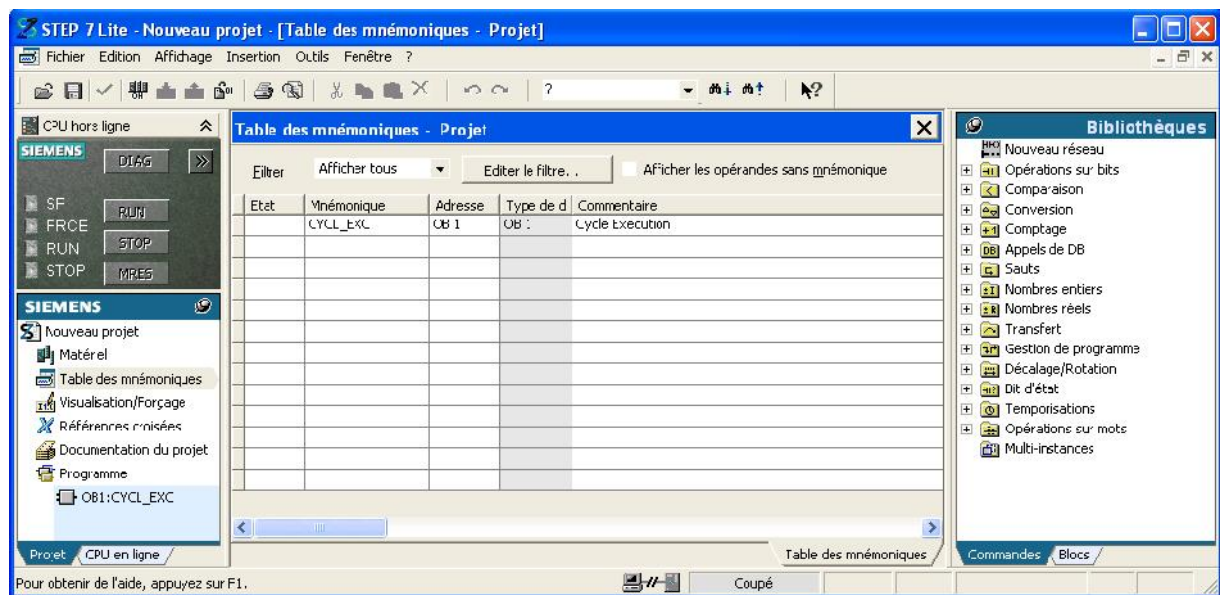 STEP 7 Lite - Nouveau projet - [Table des mnémoniques - Projet]
Fichier Edition Affichage Insertion Outils Fenêtre ?
?
CPU hors ligne
SIEMENS
DIAG
SF
FRCE
RUN
STOP
RUN
STOP
MRES
SIEMENS
Nouveau projet
Matériel
Table des mnémoniques
Visualisation/Forçage
Références croisées
Documentation du projet
Programme
OB1:CYCL_EXC
Projet CPU en ligne
Table des mnémoniques - Projet
Filtrer Afficher tous Editer le filtre. . Afficher les opérandes sans mnémonique
Etat Mnémonique Adresse Type de d Commentaire
CYCL_EXC OB 1 OB 1 Cycle Execution
Table des mnémoniques
Bibliothèques
Nouveau réseau
Opérations sur bits
Comparaison
Conversion
Comptage
Appels de DB
Sauts
Nombres entiers
Nombres réels
Transfert
Gestion de programme
Décalage/Rotation
Bit d'état
Temporisations
Opérations sur mots
Multi-instances
Commandes Blocs
Pour obtenir de l'aide, appuyez sur F1.
Coupé